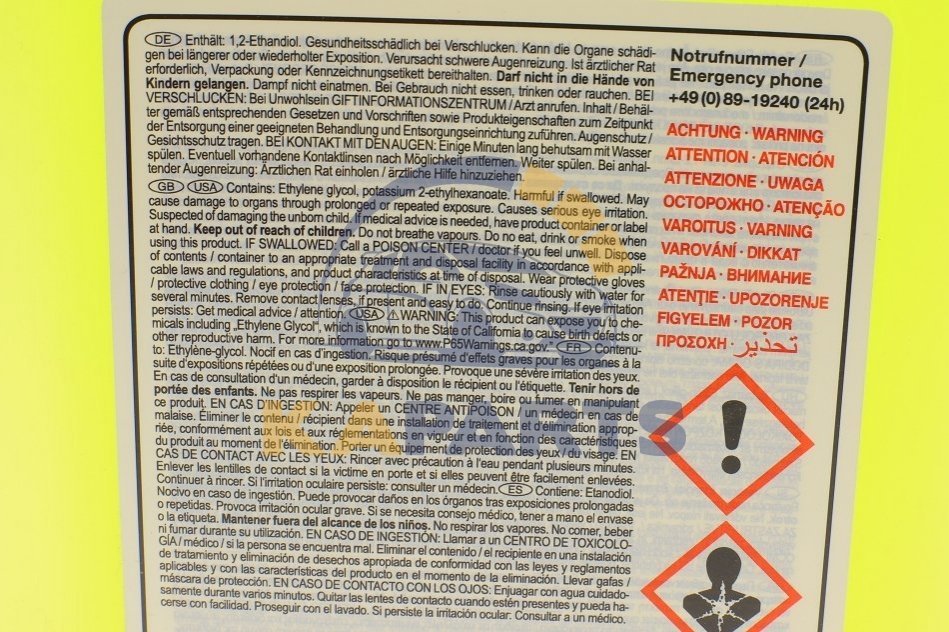 DE Enthält: 1,2-Ethandiol. Gesundheitsschädlich bei Verschlucken. Kann die Organe schädi-
gen bei längerer oder wiederholter Exposition. Verursacht schwere Augenreizung. Ist ärztlicher Rat
erforderlich, Verpackung oder Kennzeichnungsetikett bereithalten. Darf nicht in die Hände von
Kindern gelangen. Dampf nicht einatmen. Bei Gebrauch nicht essen, trinken oder rauchen. BEI
VERSCHLUCKEN: Bei Unwohlsein GIFTINFORMATIONSZENTRUM / Arzt anrufen. Inhalt / Behäl-
ter gemäß entsprechenden Gesetzen und Vorschriften sowie Produkteigenschaften zum Zeitpunkt
der Entsorgung einer geeigneten Behandlung und Entsorgungseinrichtung zuführen. Augenschutz /
Gesichtsschutz tragen. BEI KONTAKT MIT DEN AUGEN: Einige Minuten lang behutsam mit Wasser
spülen. Eventuell vorhandene Kontaktlinsen nach Möglichkeit entfernen. Weiter spülen. Bei anhal-
tender Augenreizung: Ärztlichen Rat einholen / ärztliche Hilfe hinzuziehen.
GB USA Contains: Ethylene glycol, potassium 2-ethylhexanoate. Harmful if swallowed. May
cause damage to organs through prolonged or repeated exposure. Causes serious eye irritation.
Suspected of damaging the unborn child. If medical advice is needed, have product container or label
at hand. Keep out of reach of children. Do not breathe vapours. Do no eat, drink or smoke when
using this product. IF SWALLOWED: Call a POISON CENTER / doctor if you feel unwell. Dispose
of contents / container to an appropriate treatment and disposal facility in accordance with appli-
cable laws and regulations, and product characteristics at time of disposal. Wear protective gloves
/ protective clothing / eye protection / face protection. IF IN EYES: Rinse cautiously with water for
several minutes. Remove contact lenses, if present and easy to do. Continue rinsing. If eye irritation
persists: Get medical advice / attention. USA ⚠WARNING: This product can expose you to che-
micals including „Ethylene Glycol“, which is known to the State of California to cause birth defects or
other reproductive harm. For more information go to www.P65Warnings.ca.gov. FR Contenu-
to: Ethylène-glycol. Nocif en cas d'ingestion. Risque présumé d'effets graves pour les organes à la
suite d'expositions répétées ou d'une exposition prolongée. Provoque une sévère irritation des yeux.
En cas de consultation d'un médecin, garder à disposition le récipient ou l'étiquette. Tenir hors de
portée des enfants. Ne pas respirer les vapeurs. Ne pas manger, boire ou fumer en manipulant
ce produit. EN CAS D'INGESTION: Appeler un CENTRE ANTIPOISON / un médecin en cas de
malaise. Éliminer le contenu / récipient dans une installation de traitement et d'élimination approp-
riée, conformément aux lois et aux réglementations en vigueur et en fonction des caractéristiques
du produit au moment de l'élimination. Porter un équipement de protection des yeux / du visage. EN
CAS DE CONTACT AVEC LES YEUX: Rincer avec précaution à l'eau pendant plusieurs minutes.
Enlever les lentilles de contact si la victime en porte et si elles peuvent être facilement enlevées.
Continuer à rincer. Si l'irritation oculaire persiste: consulter un médecin. ES Contiene: Etanodiol.
Nocivo en caso de ingestión. Puede provocar daños en los órganos tras exposiciones prolongadas
o repetidas. Provoca irritación ocular grave. Si se necesita consejo médico, tener a mano el envase
o la etiqueta. Mantener fuera del alcance de los niños. No respirar los vapores. No comer, beber
ni fumar durante su utilización. EN CASO DE INGESTIÓN: Llamar a un CENTRO DE TOXICOLO-
GÍA / médico / si la persona se encuentra mal. Eliminar el contenido / el recipiente en una instalación
de tratamiento y eliminación de desechos apropiada de conformidad con las leyes y reglamentos
aplicables y con las características del producto en el momento de la eliminación. Llevar gafas /
máscara de protección. EN CASO DE CONTACTO CON LOS OJOS: Enjuagar con agua cuidado-
samente durante varios minutos. Quitar las lentes de contacto cuando estén presentes y pueda ha-
cerse con facilidad. Proseguir con el lavado. Si persiste la irritación ocular: Consultar a un médico.
Notrufnummer /
Emergency phone
+49 (0) 89-19240 (24h)
ACHTUNG · WARNING
ATTENTION · ATENCIÓN
ATTENZIONE · UWAGA
ОСТОРОЖНО · ATENÇÃO
VAROITUS · VARNING
VAROVÁNÍ · DIKKAT
PAŽNJA · ВНИМАНИЕ
ATENŢIE · UPOZORENJE
FIGYELEM · POZOR
ΠΡΟΣΟΧΗ · تحذير
LAPARTS